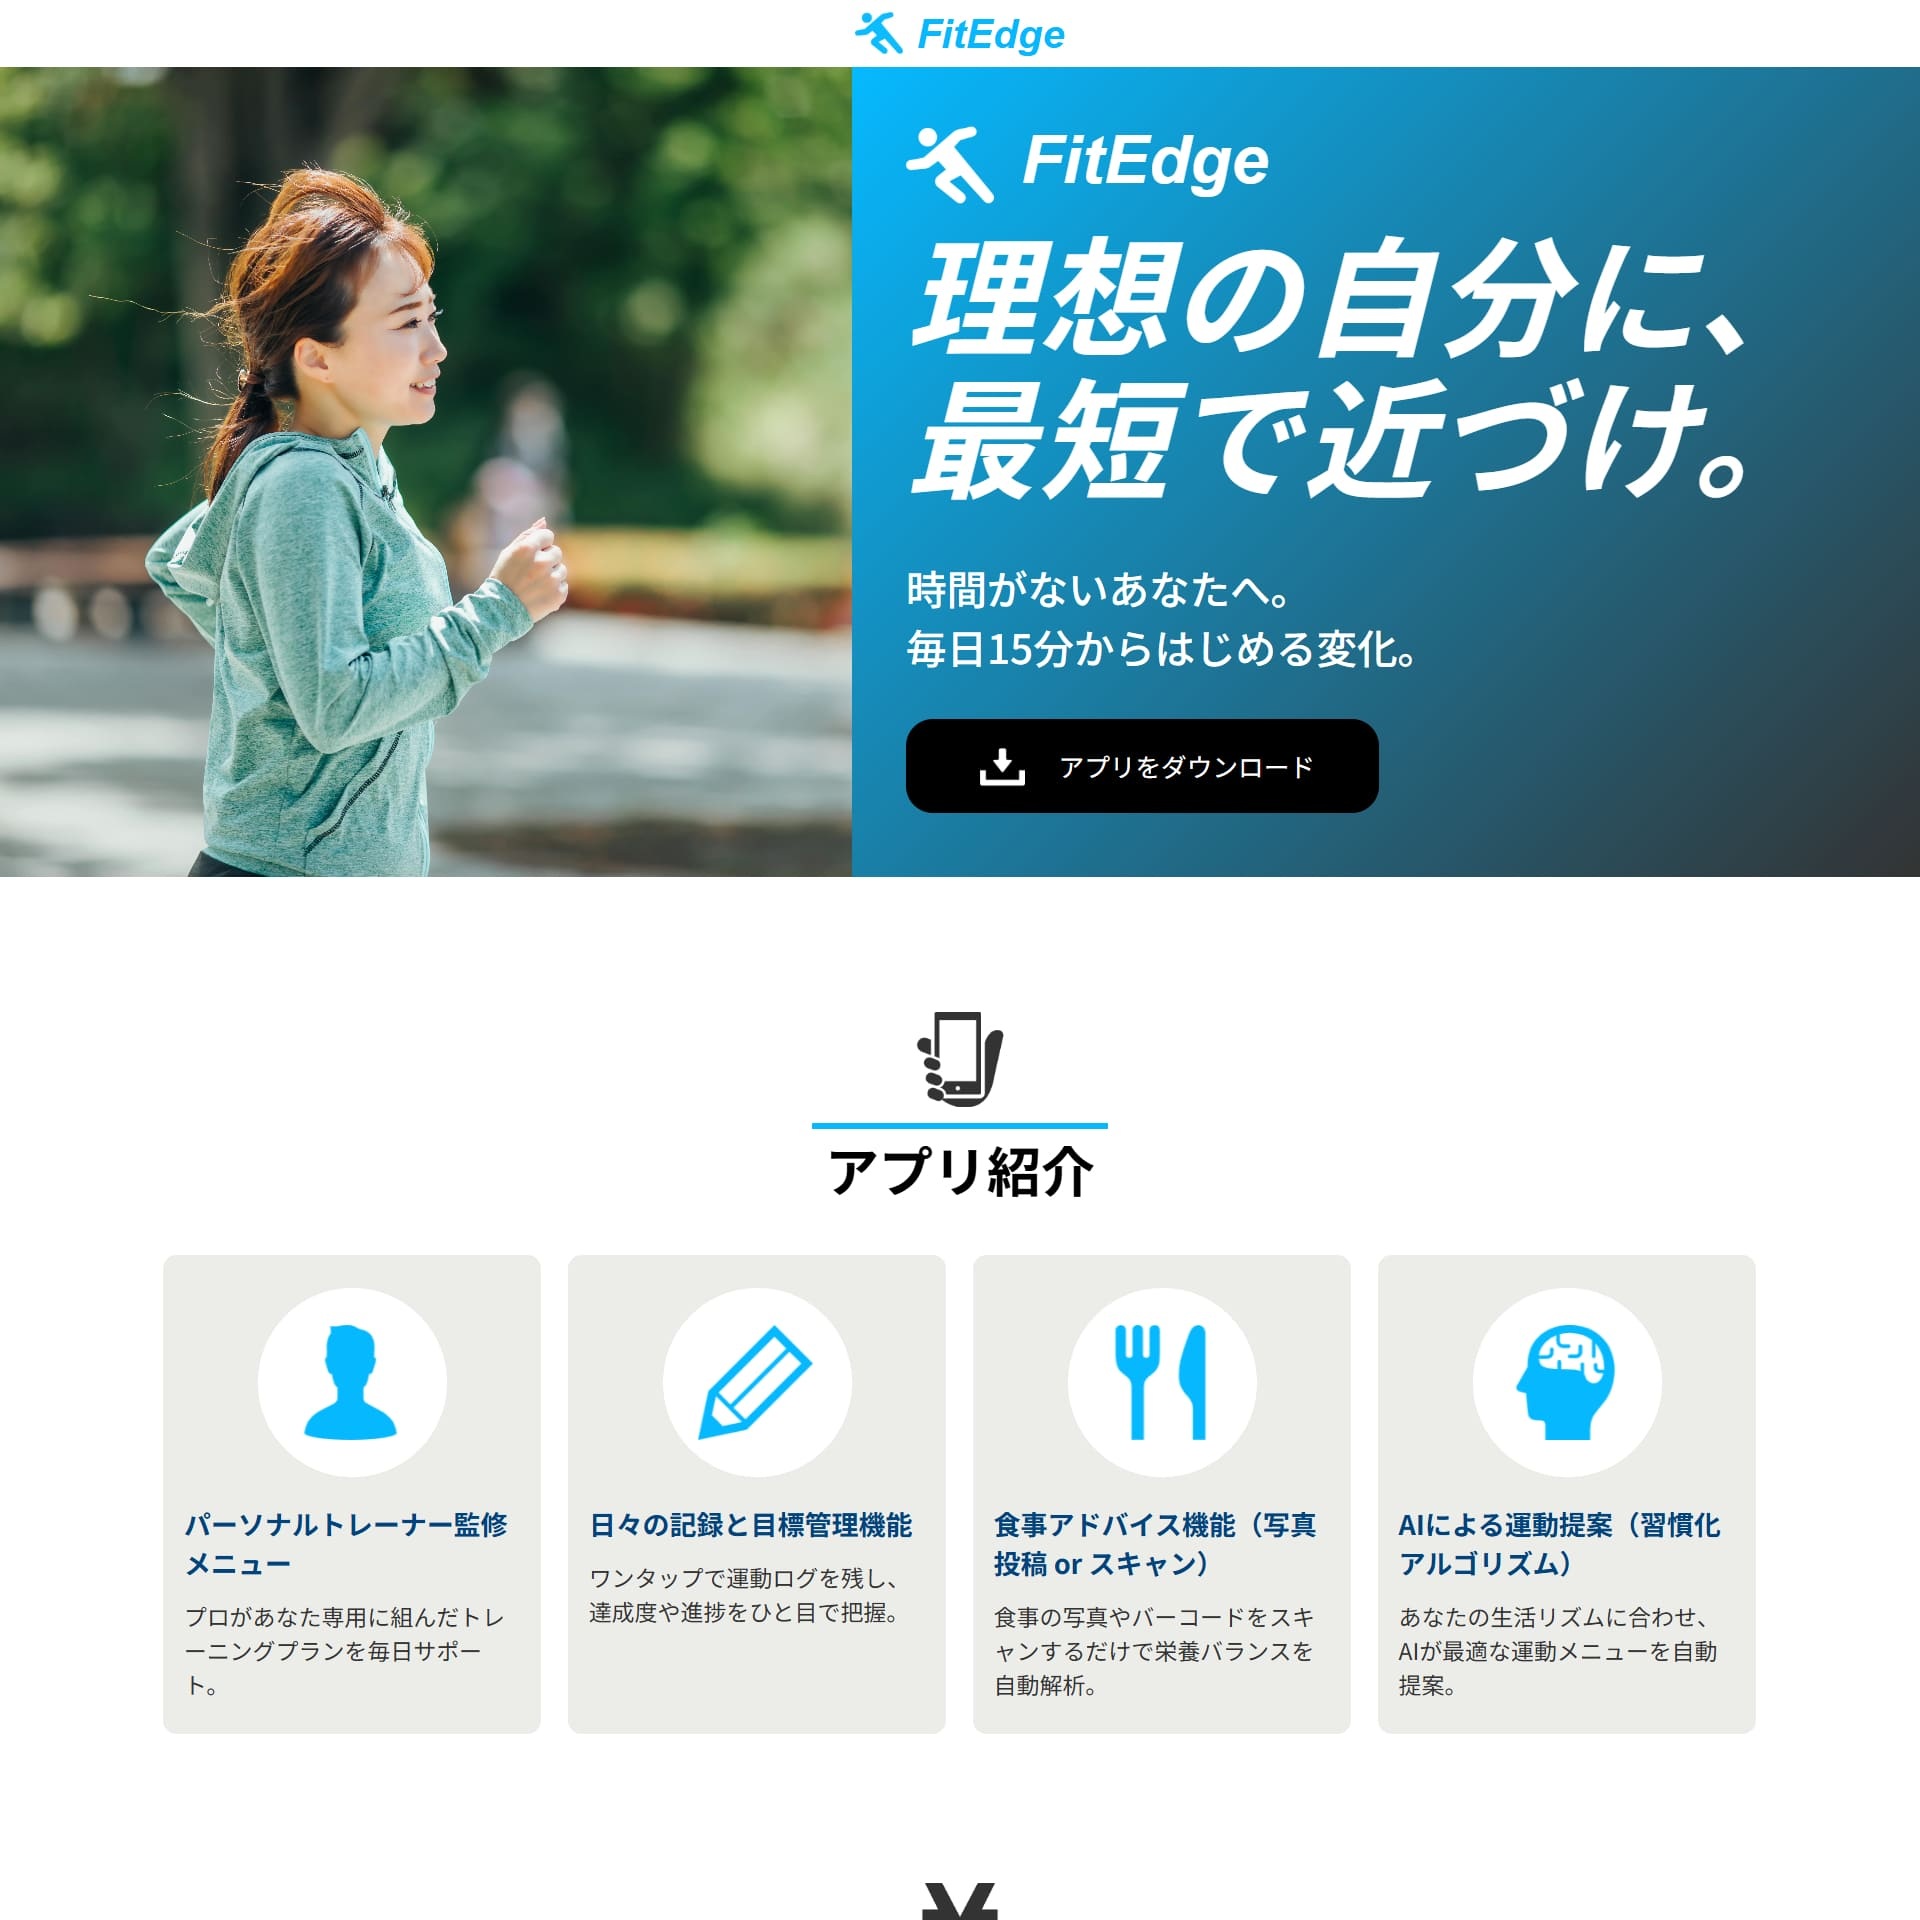 FitEdge
FitEdge
理想の自分に、
最短で近づけ。
時間がないあなたへ。
毎日15分からはじめる変化。
アプリをダウンロード
アプリ紹介
パーソナルトレーナー監修
メニュー
プロがあなた専用に組んだトレ
ーニングプランを毎日サポー
ト。
日々の記録と目標管理機能
ワンタップで運動ログを残し、
達成度や進捗をひと目で把握。
食事アドバイス機能（写真
投稿 or スキャン）
食事の写真やバーコードをスキ
ャンするだけで栄養バランスを
自動解析。
AIによる運動提案（習慣化
アルゴリズム）
あなたの生活リズムに合わせ、
AIが最適な運動メニューを自動
提案。